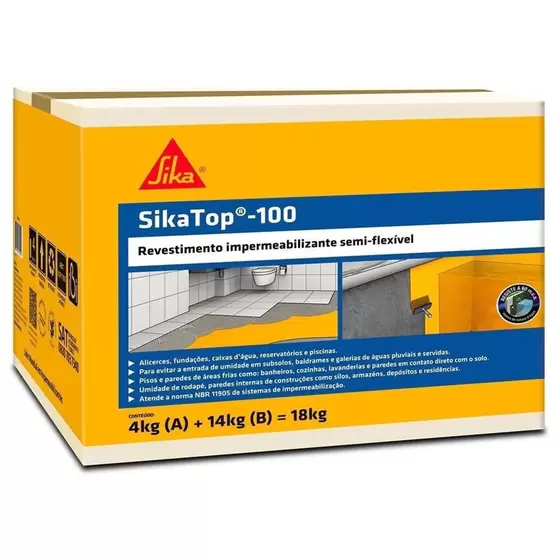 Sika®
SikaTop®-100
Revestimento impermeabilizante semi-flexível
• Alicerces, fundações, caixas d'água, reservatórios e piscinas.
• Para evitar a entrada de umidade em subsolos, baldrames e galerias de águas pluviais e servidas.
• Pisos e paredes de áreas frias como: banheiros, cozinhas, lavanderias e paredes em contato direto com o solo.
• Umidade de rodapé, paredes internas de construções como silos, armazéns, depósitos e residências.
• Atende a norma NBR 11905 de sistemas de impermeabilização.
CONTEÚDO:
4kg (A) + 14kg (B) = 18kg